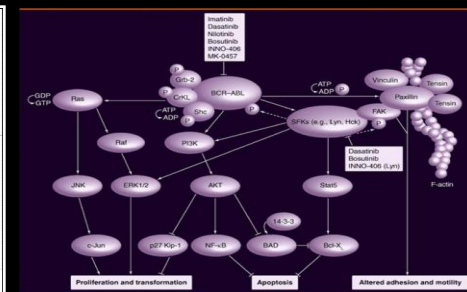 Imatinib
Dasatinib
Nilotinib
Bosutinib
INNO-406
MK-0457
P
Grb-2
P
CrKL
BCR–ABL
Shc
P
ATP
ADP
P
GDP
GTP
Ras
ATP
ADP
P
Vinculin
Tensin
Paxillin
Tensin
FAK
P
P
SFKs (e.g., Lyn, Hck)
Raf
PI3K
Dasatinib
Bosutinib
INNO-406 (Lyn)
F-actin
JNK
ERK1/2
AKT
Stat5
14-3-3
c-Jun
p27 Kip-1
NF-κB
BAD
Bcl-X
Proliferation and transformation
Apoptosis
Altered adhesion and motility